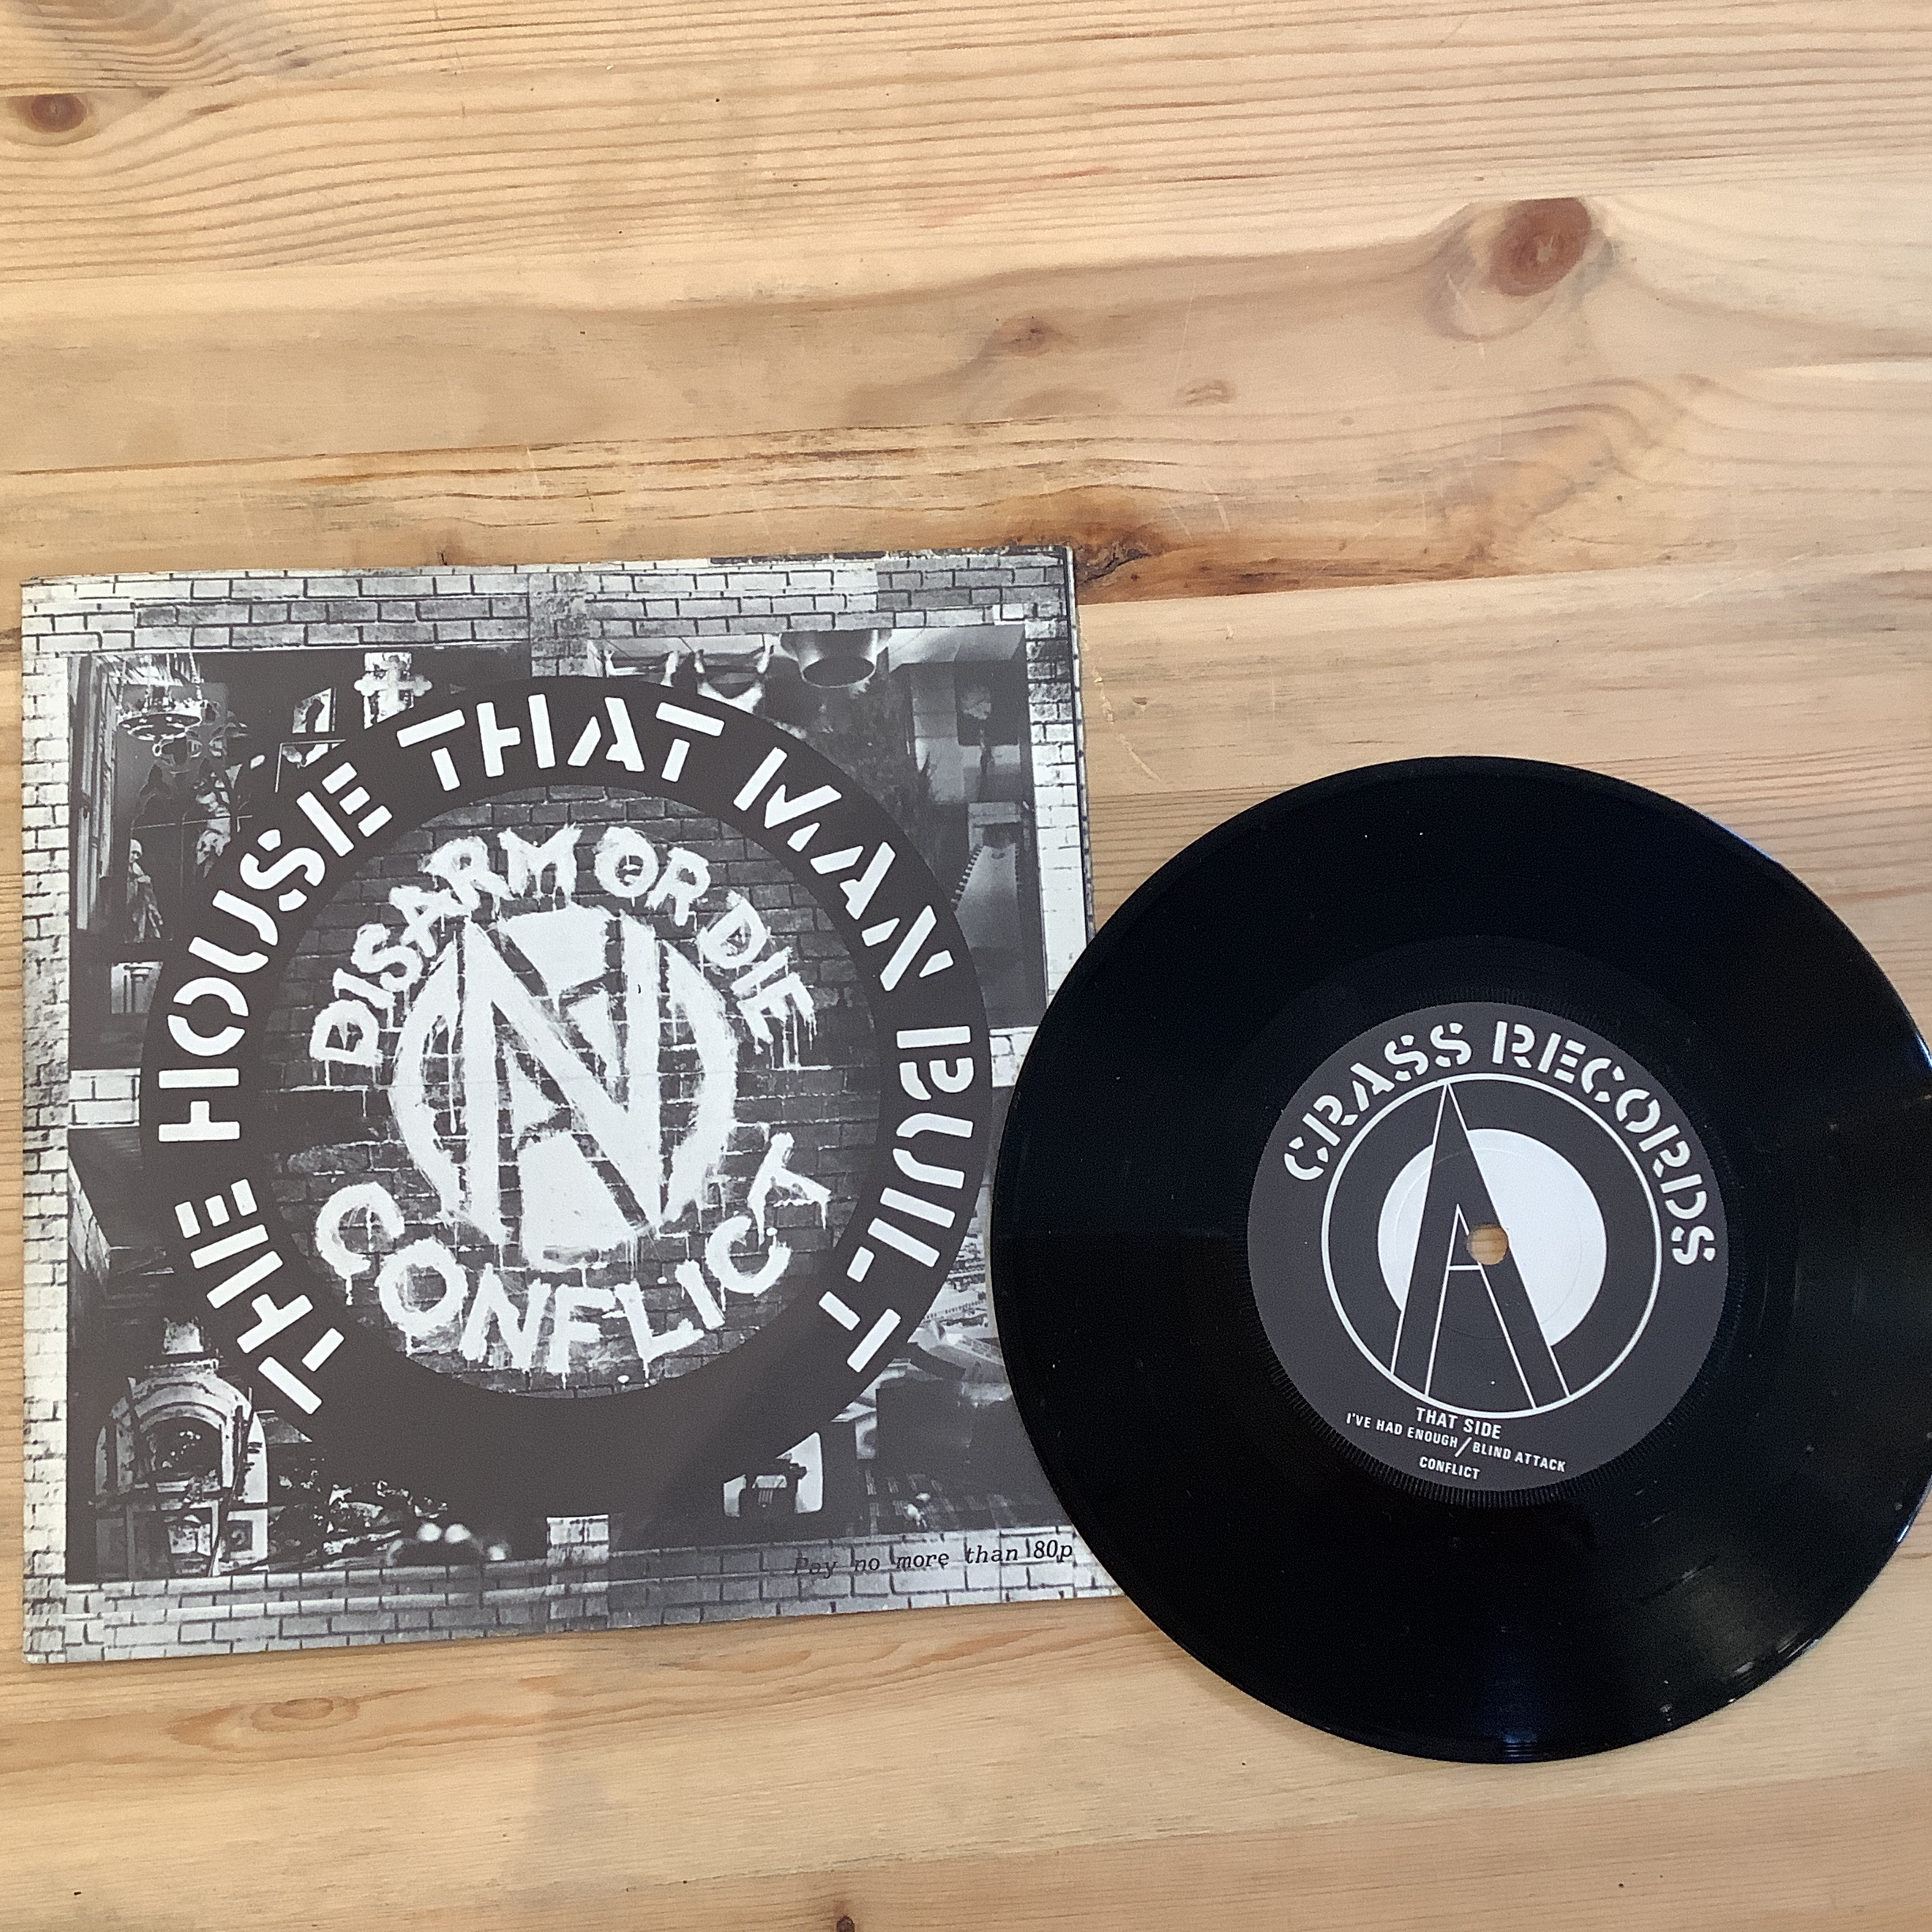 THE HOUSE THAT MAN BUILT
DISARM OR DIE
N
CONFLICT
Pay no more than 80p
CRASS RECORDS
A
THAT SIDE
I'VE HAD ENOUGH/BLIND ATTACK
CONFLICT